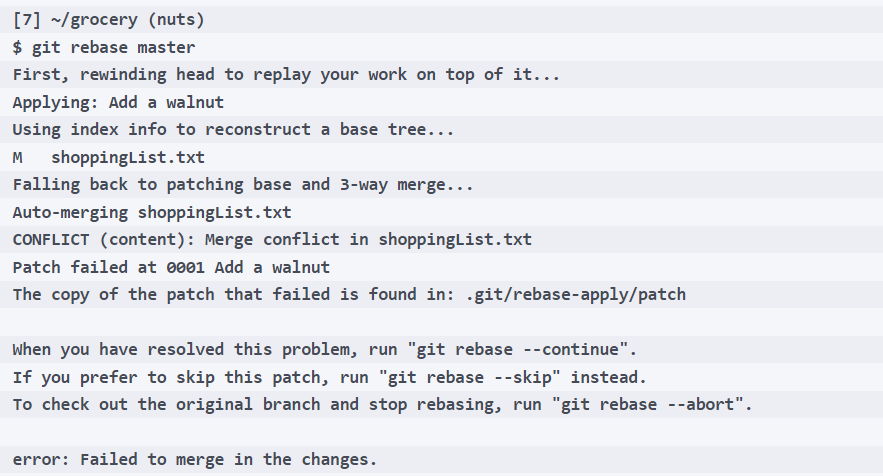 [7] ~/grocery (nuts)
$ git rebase master
First, rewinding head to replay your work on top of it...
Applying: Add a walnut
Using index info to reconstruct a base tree...
M   shoppingList.txt
Falling back to patching base and 3-way merge...
Auto-merging shoppingList.txt
CONFLICT (content): Merge conflict in shoppingList.txt
Patch failed at 0001 Add a walnut
The copy of the patch that failed is found in: .git/rebase-apply/patch
When you have resolved this problem, run "git rebase --continue".
If you prefer to skip this patch, run "git rebase --skip" instead.
To check out the original branch and stop rebasing, run "git rebase --abort".
error: Failed to merge in the changes.